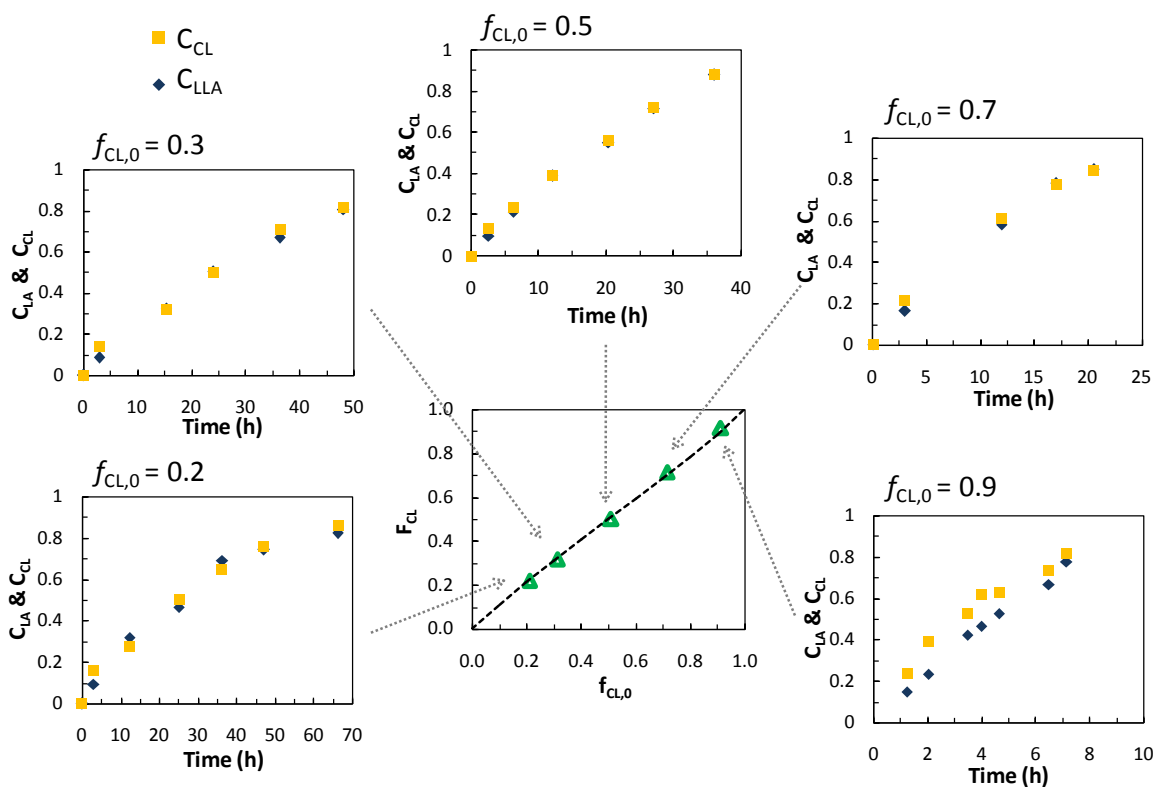 C_CL
C_LLA
f_CL,0 = 0.5
C_LA & C_CL
1
0.8
0.6
0.4
0.2
0
0 10 20 30 40
Time (h)
f_CL,0 = 0.3
C_LA & C_CL
1
0.8
0.6
0.4
0.2
0
0 10 20 30 40 50
Time (h)
f_CL,0 = 0.7
C_LA & C_CL
1
0.8
0.6
0.4
0.2
0
0 5 10 15 20 25
Time (h)
F_CL
1.0
0.8
0.6
0.4
0.2
0.0
0.0 0.2 0.4 0.6 0.8 1.0
f_CL,0
f_CL,0 = 0.2
C_LA & C_CL
1
0.8
0.6
0.4
0.2
0
0 10 20 30 40 50 60 70
Time (h)
f_CL,0 = 0.9
C_LA & C_CL
1
0.8
0.6
0.4
0.2
0
0 2 4 6 8 10
Time (h)